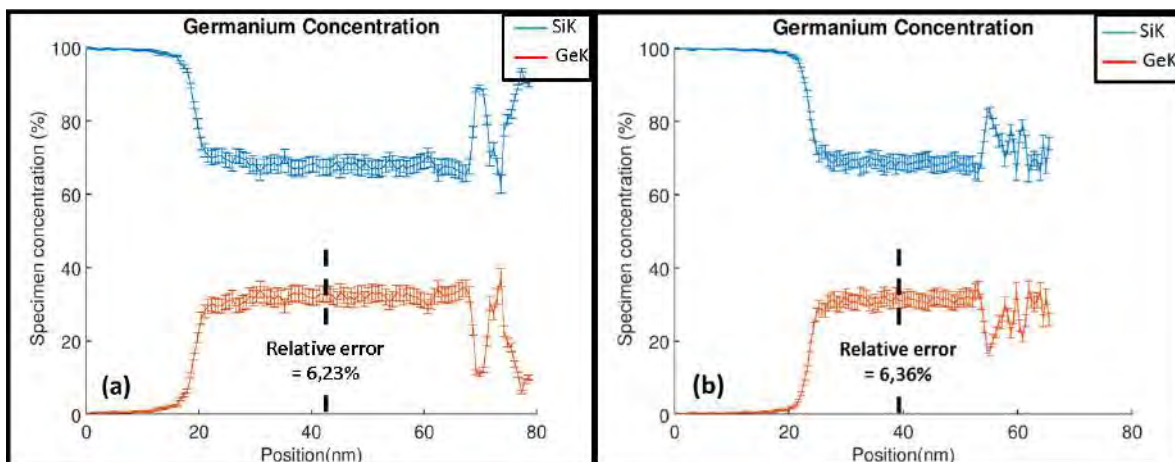 Germanium Concentration
SiK
GeK
100
80
60
40
20
0
Specimen concentration (%)
Relative error
= 6,23%
(a)
0
20
40
60
80
Position(nm)
Germanium Concentration
SiK
GeK
100
80
60
40
20
0
Specimen concentration (%)
Relative error
= 6,36%
(b)
0
20
40
60
80
Position(nm)